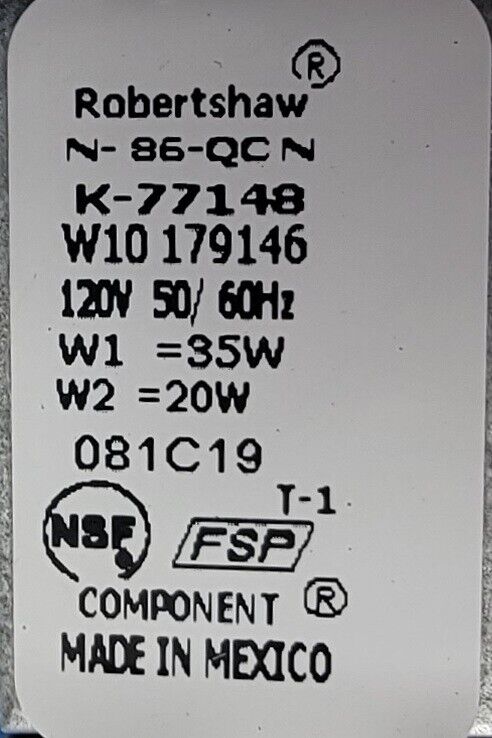 Robertshaw ®
N- 86-QCN
K-77148
W10 179146
120V 50/ 60Hz
W1 =35W
W2 =20W
081C19
T-1
NSF® FSP
COMPONENT ®
MADE IN MEXICO